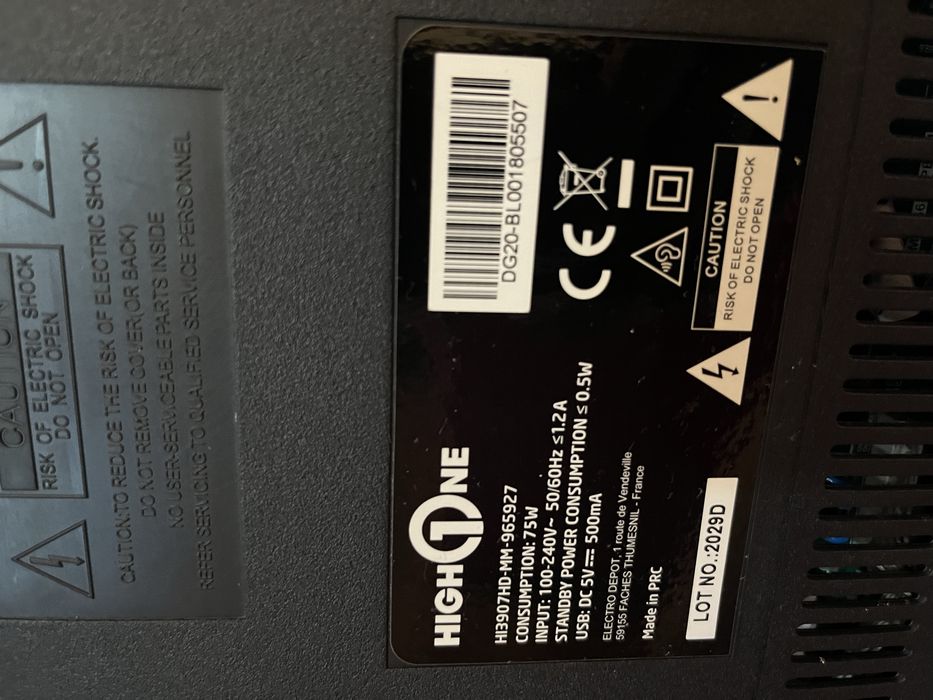 CAUTION
RISK OF ELECTRIC SHOCK
DO NOT OPEN
CAUTION:TO REDUCE THE RISK OF ELECTRIC SHOCK.
DO NOT REMOVE COVER(OR BACK)
NO USER-SERVICEABLE PARTS INSIDE
REFER SERVICING TO QUALIFIED SERVICE PERSONNEL
HIGH1ONE
HI3907HD-MM-965927
CONSUMPTION: 75W
INPUT: 100-240V~ 50/60Hz ≤1.2 A
STANDBY POWER CONSUMPTION ≤ 0.5W
USB: DC 5V⎓ 500mA
ELECTRO DEPOT, 1 route de Vendeville
59155 FACHES THUMESNIL - France
Made in PRC
LOT NO.:2029D
DG20-BL001805507
CE
CAUTION
RISK OF ELECTRIC SHOCK
DO NOT OPEN